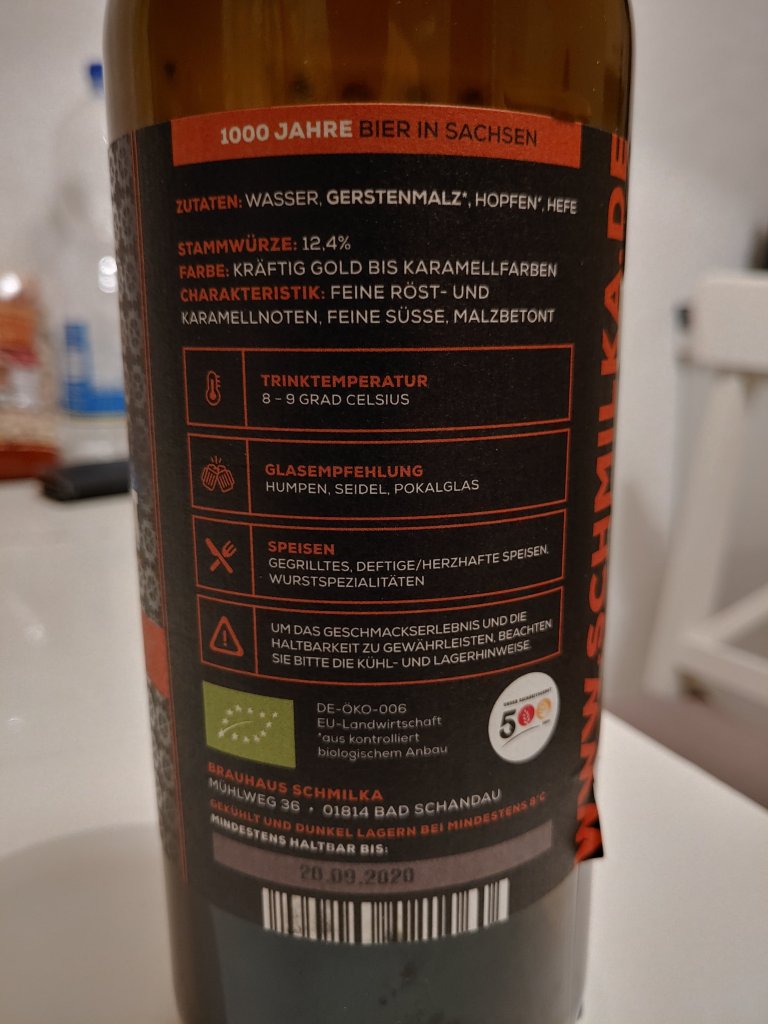 1000 JAHRE BIER IN SACHSEN
ZUTATEN: WASSER, GERSTENMALZ*, HOPFEN*, HEFE
STAMMWÜRZE: 12,4%
FARBE: KRÄFTIG GOLD BIS KARAMELLFARBEN
CHARAKTERISTIK: FEINE RÖST- UND
KARAMELLNOTEN, FEINE SÜSSE, MALZBETONT
TRINKTEMPERATUR
8 – 9 GRAD CELSIUS
GLASEMPFEHLUNG
HUMPEN, SEIDEL, POKALGLAS
SPEISEN
GEGRILLTES, DEFTIGE/HERZHAFTE SPEISEN,
WURSTSPEZIALITÄTEN
UM DAS GESCHMACKSERLEBNIS UND DIE
HALTBARKEIT ZU GEWÄHRLEISTEN, BEACHTEN
SIE BITTE DIE KÜHL- UND LAGERHINWEISE.
DE-ÖKO-006
EU-Landwirtschaft
*aus kontrolliert
biologischem Anbau
500
BRAUHAUS SCHMILKA
MÜHLWEG 36 • 01814 BAD SCHANDAU
GEKÜHLT UND DUNKEL LAGERN BEI MINDESTENS 8°C
MINDESTENS HALTBAR BIS:
20.09.2020
WWW.SCHMILKA.DE